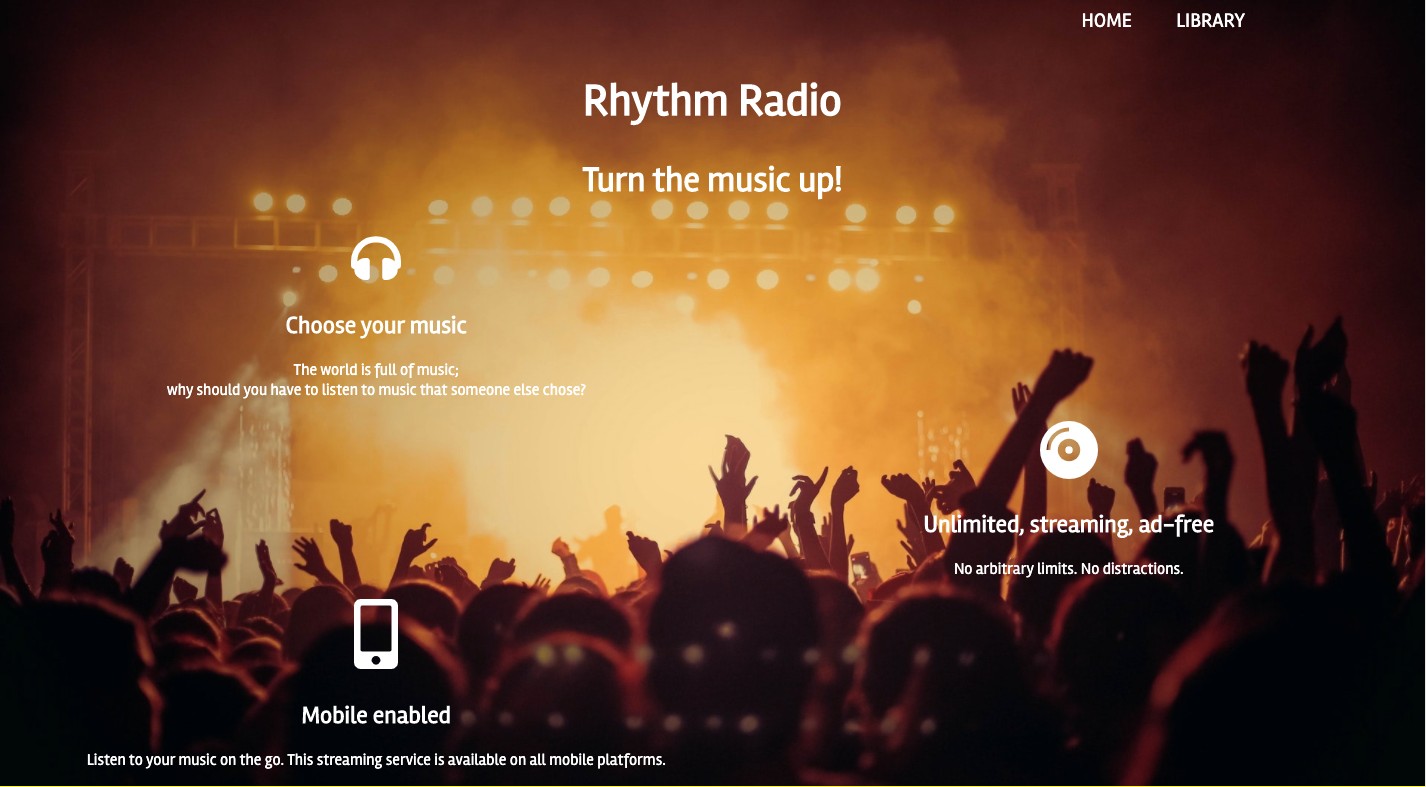 HOME LIBRARY
Rhythm Radio
Turn the music up!
Choose your music
The world is full of music;
why should you have to listen to music that someone else chose?
Unlimited, streaming, ad-free
No arbitrary limits. No distractions.
Mobile enabled
Listen to your music on the go. This streaming service is available on all mobile platforms.